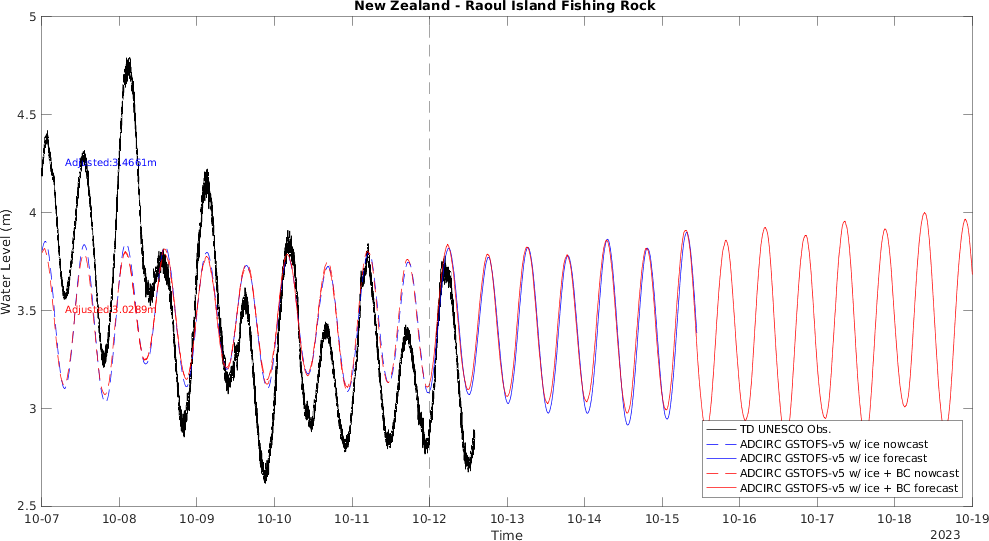 New Zealand - Raoul Island Fishing Rock
5
4.5
4
3.5
3
2.5
Water Level (m)
Adjusted:3.4661m
Adjusted:3.0289m
TD UNESCO Obs.
ADCIRC GSTOFS-v5 w/ ice nowcast
ADCIRC GSTOFS-v5 w/ ice forecast
ADCIRC GSTOFS-v5 w/ ice + BC nowcast
ADCIRC GSTOFS-v5 w/ ice + BC forecast
10-07 10-08 10-09 10-10 10-11 10-12 10-13 10-14 10-15 10-16 10-17 10-18 10-19
Time
2023